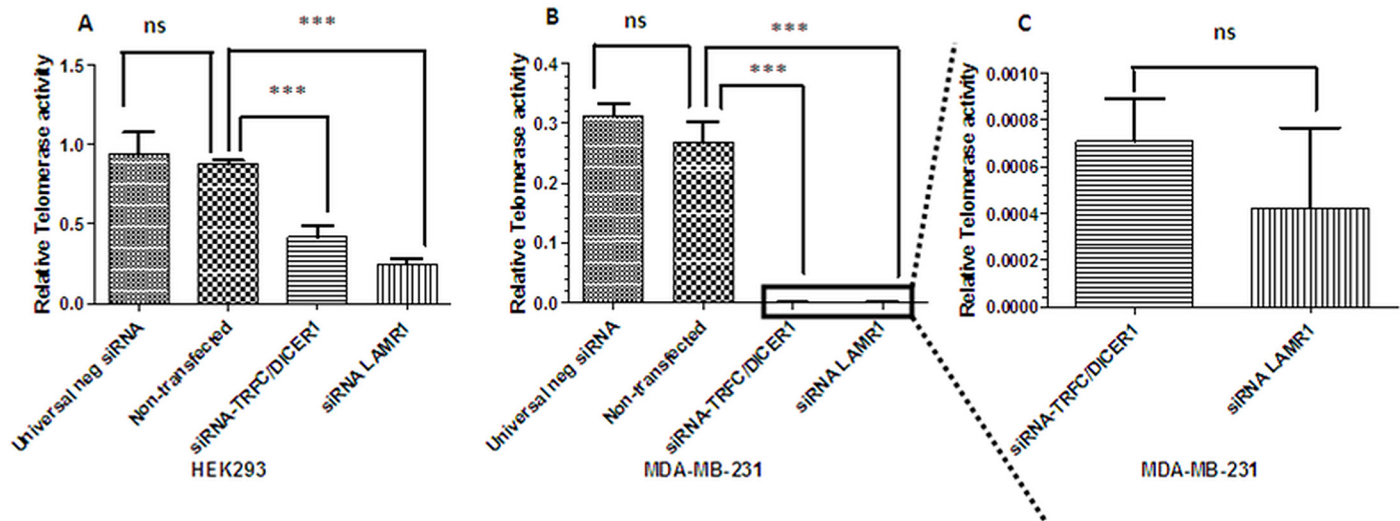 A
ns
***
***
Relative Telomerase activity
1.5
1.0
0.5
0.0
Universal neg siRNA
Non-transfected
siRNA-TRFC/DICER1
siRNA LAMR1
HEK293
B
ns
***
***
Relative Telomerase activity
0.4
0.3
0.2
0.1
0.0
Universal neg siRNA
Non-transfected
siRNA-TRFC/DICER1
siRNA LAMR1
MDA-MB-231
C
ns
Relative Telomerase activity
0.0010
0.0008
0.0006
0.0004
0.0002
0.0000
siRNA-TRFC/DICER1
siRNA LAMR1
MDA-MB-231